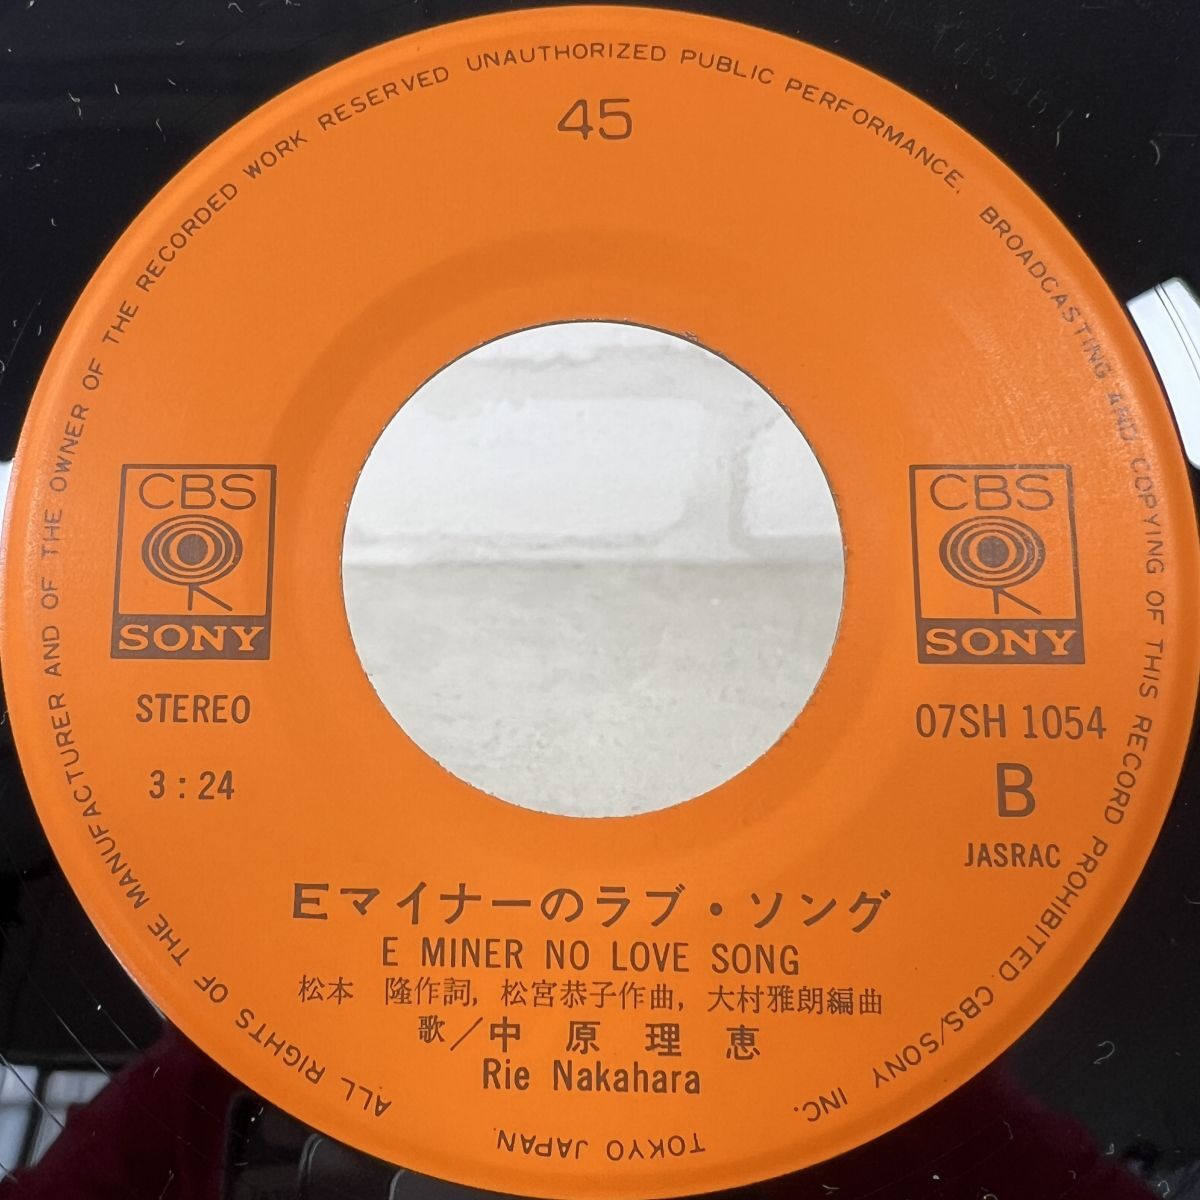 ALL RIGHTS OF THE MANUFACTURER AND OF THE OWNER OF THE RECORDED WORK RESERVED UNAUTHORIZED PUBLIC PERFORMANCE. BROADCASTING AND COPYING OF THIS RECORD PROHIBITED. CBS/SONY INC.
TOKYO JAPAN.
45
CBS
SONY
CBS
SONY
STEREO
3:24
07SH 1054
B
JASRAC
Eマイナーのラブ・ソング
E MINER NO LOVE SONG
松本 隆作詞, 松宮恭子作曲, 大村雅朗編曲
歌/中原理恵
Rie Nakahara